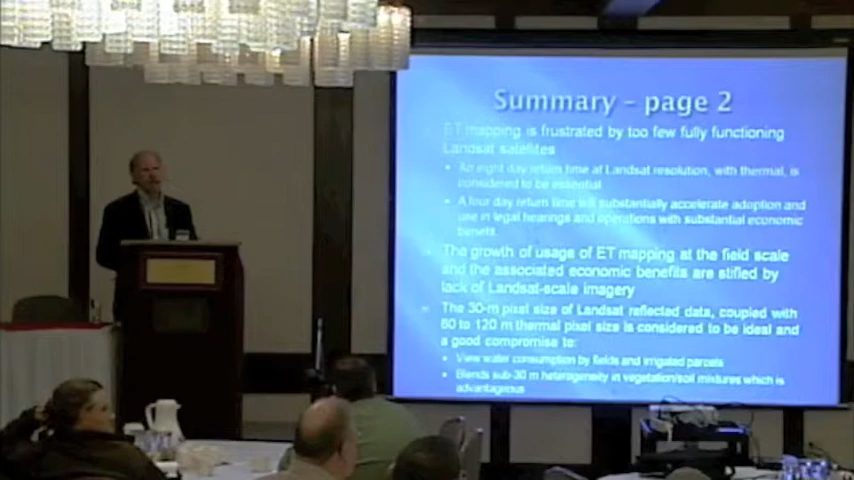 Summary - page 2
ET mapping is frustrated by too few fully functioning
Landsat satellites
• An eight day return time at Landsat resolution, with thermal, is
considered to be essential
• A four day return time will substantially accelerate adoption and
use in legal hearings and operations with substantial economic
benefit.
The growth of usage of ET mapping at the field scale
and the associated economic benefits are stifled by
lack of Landsat-scale imagery
The 30-m pixel size of Landsat reflected data, coupled with
60 to 120 m thermal pixel size is considered to be ideal and
a good compromise to:
• View water consumption by fields and irrigated parcels
• Blends sub-30 m heterogeneity in vegetation/soil mixtures which is
advantageous